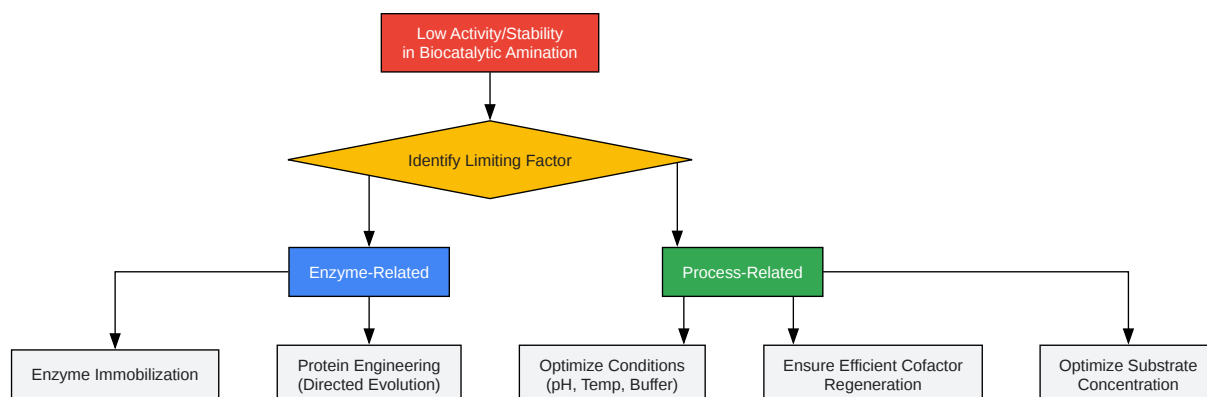 Low Activity/Stability
in Biocatalytic Amination
Identify Limiting Factor
Enzyme-Related
Process-Related
Enzyme Immobilization
Protein Engineering
(Directed Evolution)
Optimize Conditions
(pH, Temp, Buffer)
Ensure Efficient Cofactor
Regeneration
Optimize Substrate
Concentration